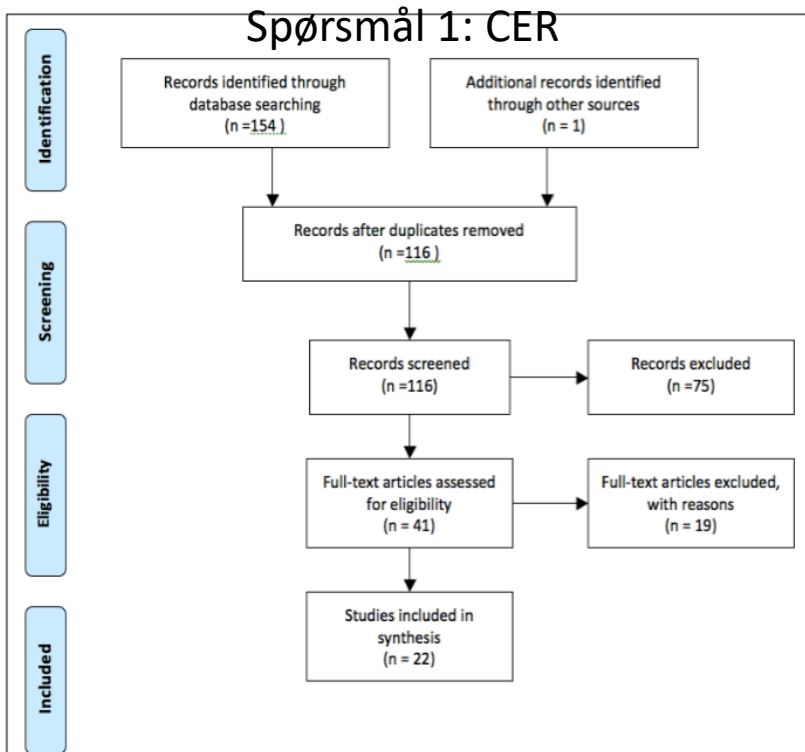 Spørsmål 1: CER
Identification
Records identified through
database searching
(n =154 )
Additional records identified
through other sources
(n = 1)
Records after duplicates removed
(n =116 )
Screening
Records screened
(n =116)
Records excluded
(n =75)
Eligibility
Full-text articles assessed
for eligibility
(n = 41)
Full-text articles excluded,
with reasons
(n = 19)
Included
Studies included in
synthesis
(n = 22)